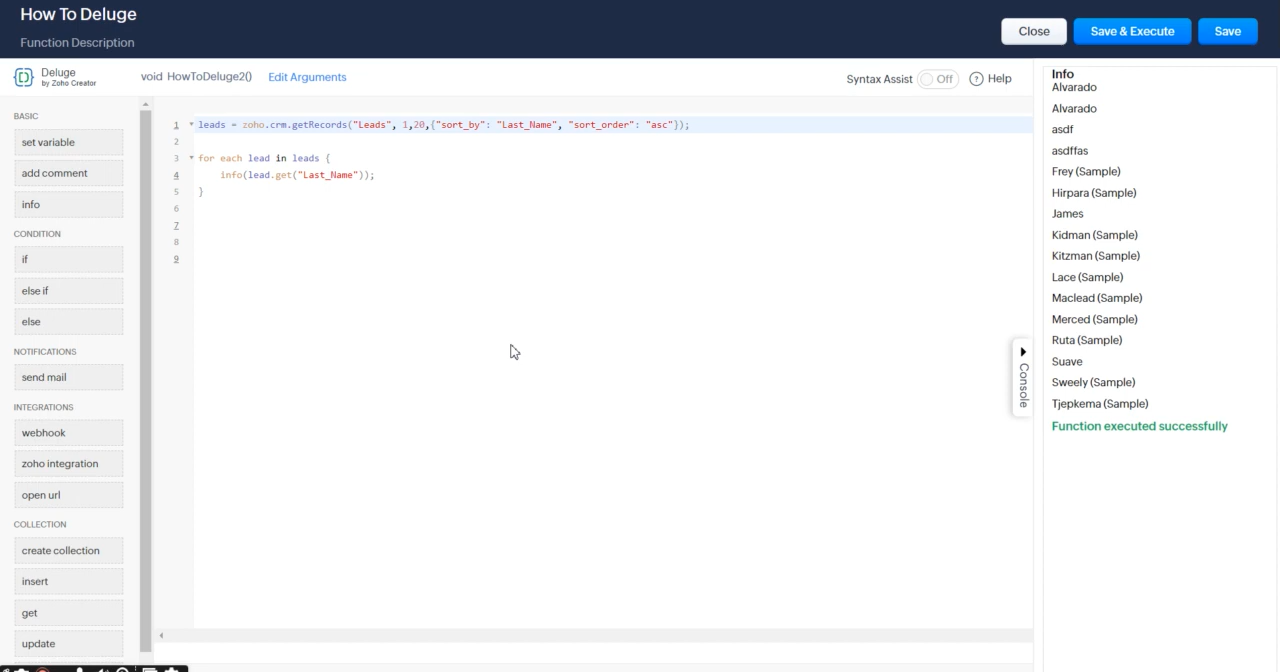 How To Deluge
Function Description
Close
Save & Execute
Save
Deluge
by Zoho Creator
void HowToDeluge2()
Edit Arguments
Syntax Assist
Off
Help
BASIC
set variable
add comment
info
CONDITION
if
else if
else
NOTIFICATIONS
send mail
INTEGRATIONS
webhook
zoho integration
open url
COLLECTION
create collection
insert
get
update
1 leads = zoho.crm.getRecords("Leads", 1,20,{"sort_by": "Last_Name", "sort_order": "asc"});
2
3 for each lead in leads {
4 info(lead.get("Last_Name"));
5 }
6
7
8
9
Console
Info
Alvarado
Alvarado
asdf
asdffas
Frey (Sample)
Hirpara (Sample)
James
Kidman (Sample)
Kitzman (Sample)
Lace (Sample)
Maclead (Sample)
Merced (Sample)
Ruta (Sample)
Suave
Sweely (Sample)
Tjepkema (Sample)
Function executed successfully